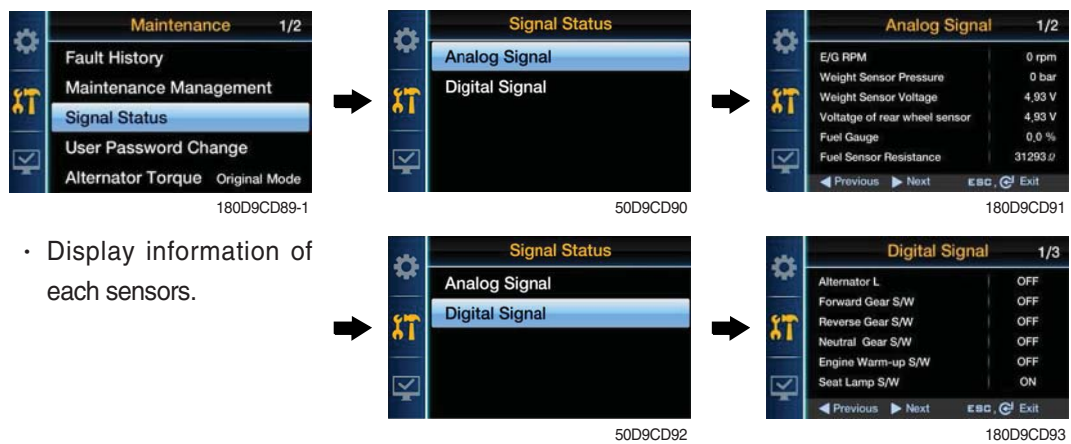 Maintenance 1/2
Fault History
Maintenance Management
Signal Status
User Password Change
Alternator Torque Original Mode
180D9CD89-1
Signal Status
Analog Signal
Digital Signal
50D9CD90
Analog Signal 1/2
E/G RPM 0 rpm
Weight Sensor Pressure 0 bar
Weight Sensor Voltage 4,93 V
Voltatge of rear wheel sensor 4,93 V
Fuel Gauge 0,0 %
Fuel Sensor Resistance 31293 Ω
◀ Previous ▶ Next ESC, Exit
180D9CD91
· Display information of
each sensors.
Signal Status
Analog Signal
Digital Signal
50D9CD92
Digital Signal 1/3
Alternator L OFF
Forward Gear S/W OFF
Reverse Gear S/W OFF
Neutral Gear S/W OFF
Engine Warm-up S/W OFF
Seat Lamp S/W ON
◀ Previous ▶ Next ESC, Exit
180D9CD93